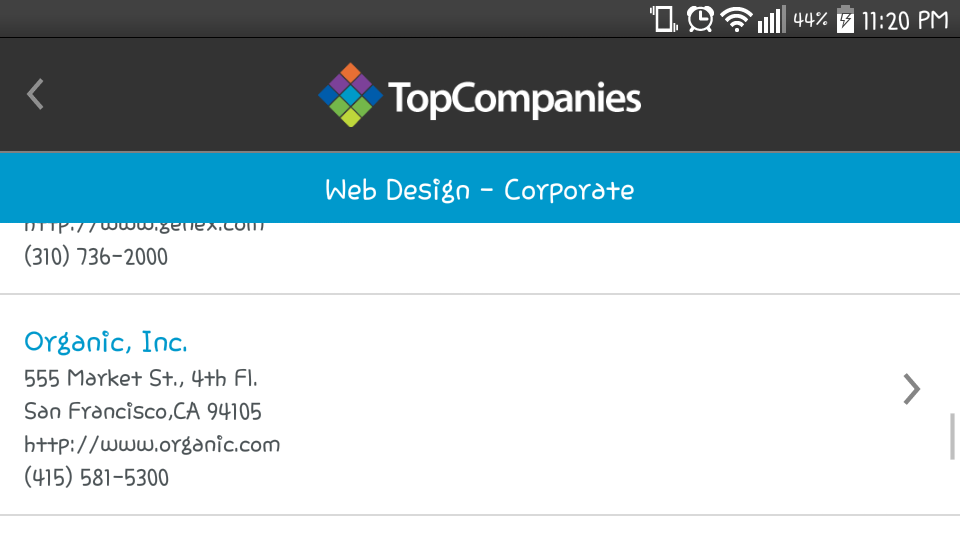 44% 11:20 PM
TopCompanies
Web Design - Corporate
http://www.genex.com
(310) 736-2000
Organic, Inc.
555 Market St., 4th Fl.
San Francisco,CA 94105
http://www.organic.com
(415) 581-5300